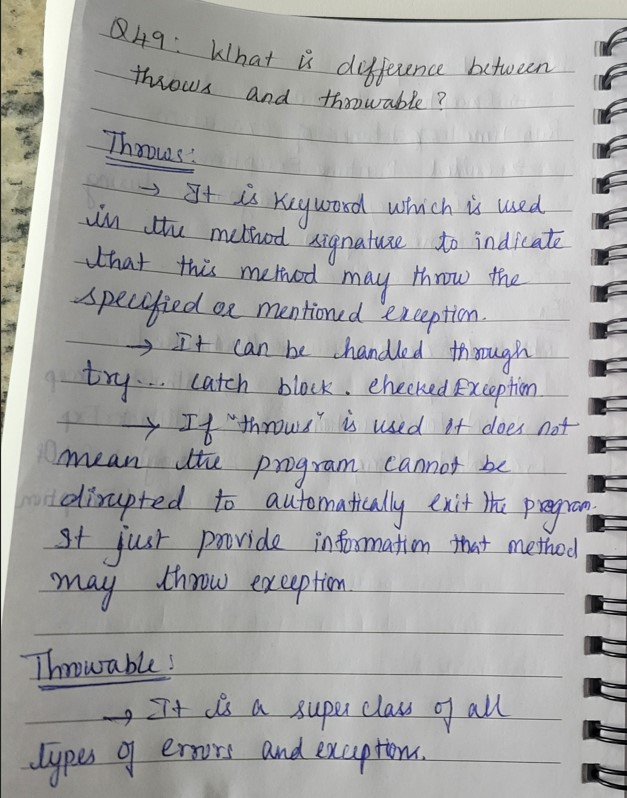 Q49: What is difference between
throws and throwable?
Throws:
→ It is keyword which is used
in the method signature to indicate
that this method may throw the
specified or mentioned exception.
→ It can be handled through
try... catch block. checked Exception
→ If "throws" is used it does not
mean the program cannot be
disrupted to automatically exit the program.
It just provide information that method
may throw exception.
Throwable:
→ It is a super class of all
types of errors and exceptions.